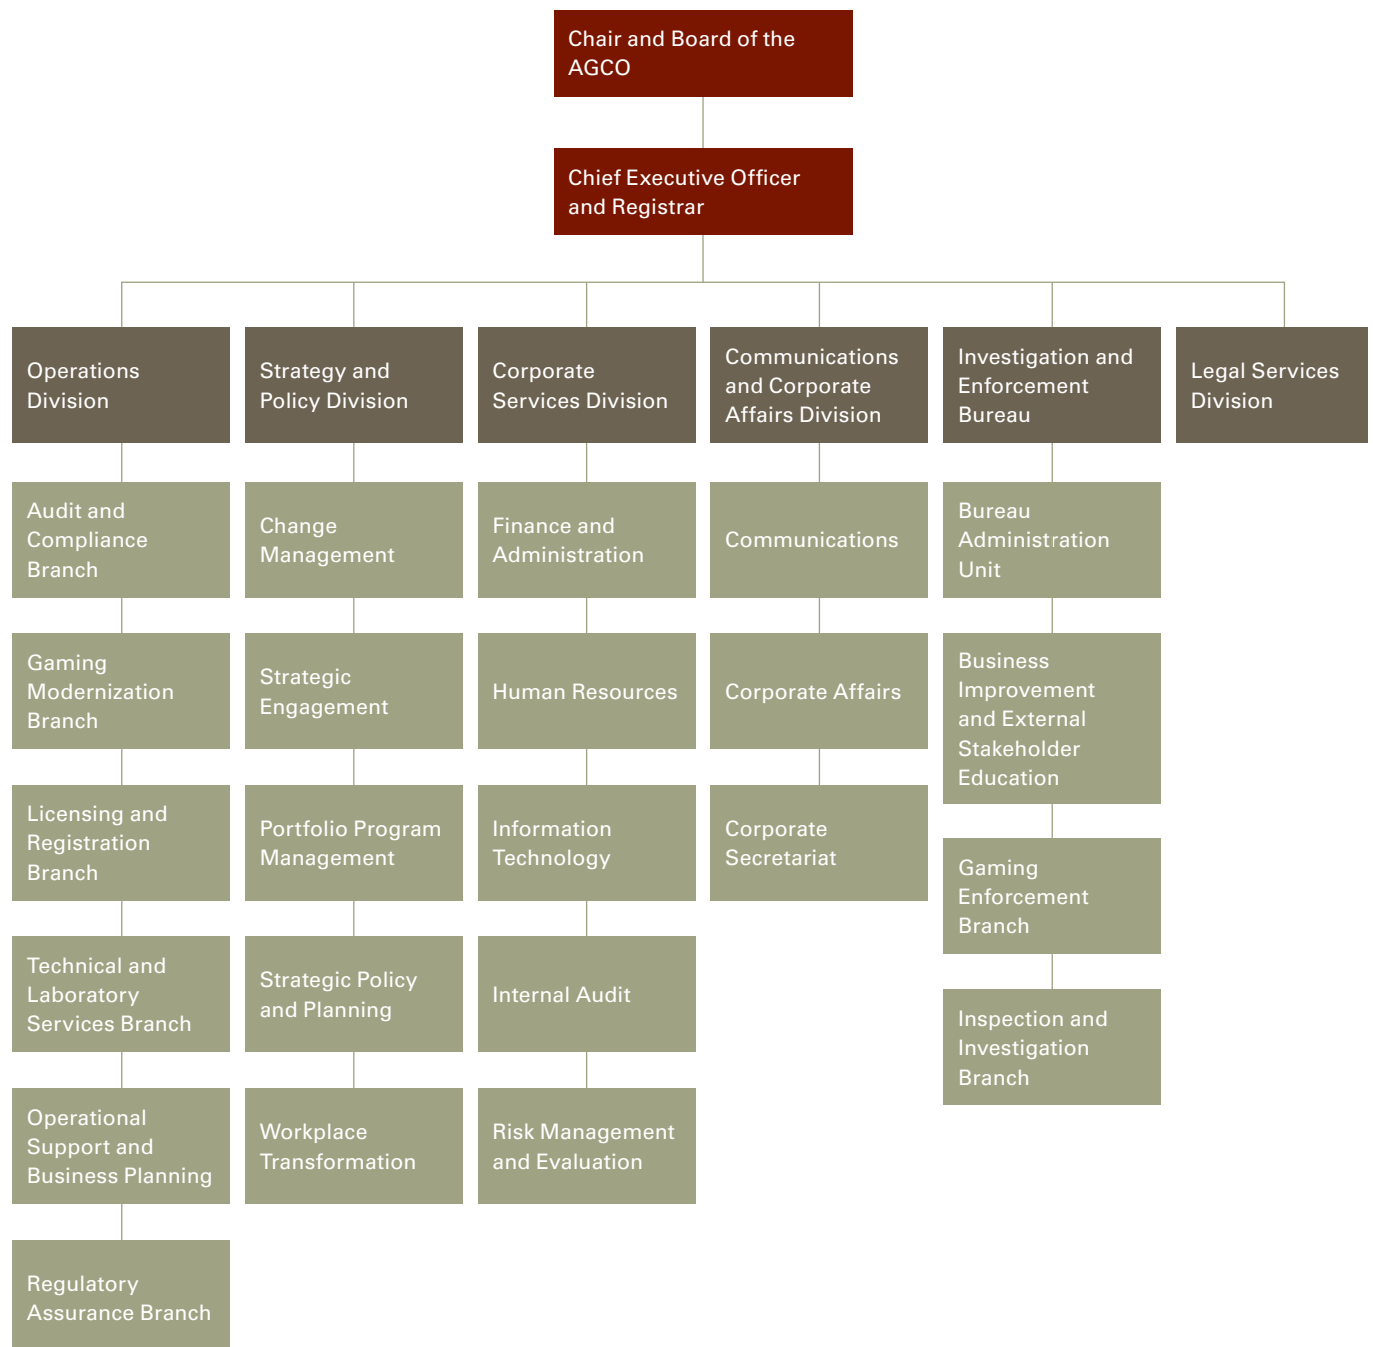 Chair and Board of the
AGCO
Chief Executive Officer
and Registrar
Operations
Division
Strategy and
Policy Division
Corporate
Services Division
Communications
and Corporate
Affairs Division
Investigation and
Enforcement
Bureau
Legal Services
Division
Audit and
Compliance
Branch
Gaming
Modernization
Branch
Licensing and
Registration
Branch
Technical and
Laboratory
Services Branch
Operational
Support and
Business Planning
Regulatory
Assurance Branch
Change
Management
Strategic
Engagement
Portfolio Program
Management
Strategic Policy
and Planning
Workplace
Transformation
Finance and
Administration
Human Resources
Information
Technology
Internal Audit
Risk Management
and Evaluation
Communications
Corporate Affairs
Corporate
Secretariat
Bureau
Administration
Unit
Business
Improvement
and External
Stakeholder
Education
Gaming
Enforcement
Branch
Inspection and
Investigation
Branch